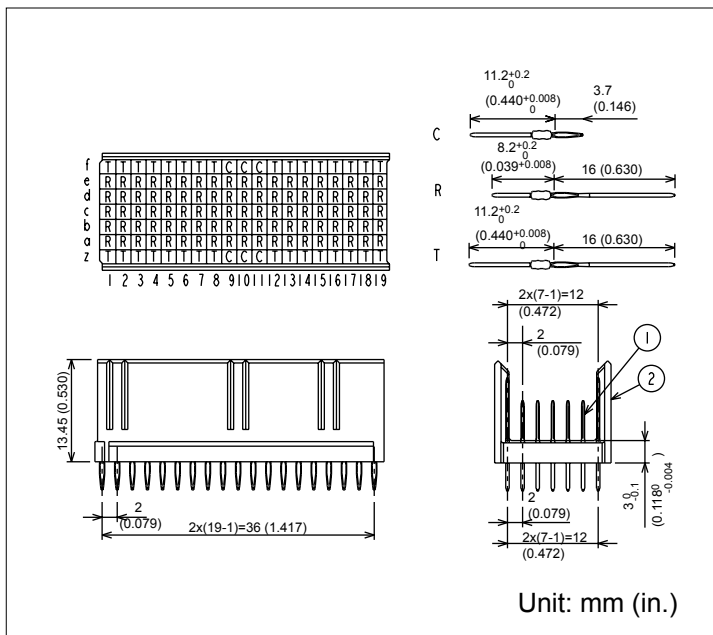 f T T T T T T T T C C C T T T T T T T T
e R R R R R R R R R R R R R R R R R R R
d R R R R R R R R R R R R R R R R R R R
c R R R R R R R R R R R R R R R R R R R
b R R R R R R R R R R R R R R R R R R R
a R R R R R R R R R R R R R R R R R R R
z T T T T T T T T C C C T T T T T T T T
1 2 3 4 5 6 7 8 9 10 11 12 13 14 15 16 17 18 19
11.2+0.2 0
(0.440+0.008 0)
3.7
(0.146)
C
8.2+0.2 0
(0.039+0.008 0)
16 (0.630)
R
11.2+0.2 0
(0.440+0.008 0)
16 (0.630)
T
13.45 (0.530)
2
(0.079)
2x(19-1)=36 (1.417)
2x(7-1)=12
(0.472)
2
(0.079)
1
2
3 0 -0.1
(0.118 0 -0.004)
2
(0.079)
2x(7-1)=12
(0.472)
Unit: mm (in.)